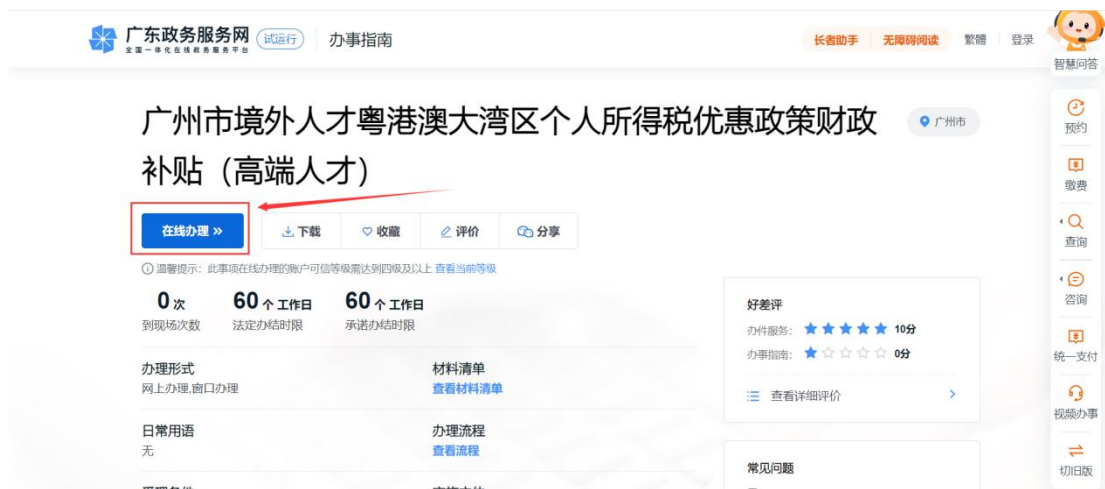 广东政务服务网 试运行 办事指南
全国一体化在线政务服务平台
长者助手 无障碍阅读 繁體 登录
智慧问答
广州市境外人才粤港澳大湾区个人所得税优惠政策财政
补贴（高端人才）
广州市
在线办理 » 下载 收藏 评价 分享
温馨提示：此事项在线办理的账户可信等级需达到四级及以上 查看当前等级
0 次 60 个 工作日 60 个 工作日
到现场次数 法定办结时限 承诺办结时限
办理形式 材料清单
网上办理,窗口办理 查看材料清单
日常用语 办理流程
无 查看流程
好差评
办件服务： 10分
办事指南： 0分
查看详细评价
常见问题
预约
缴费
查询
咨询
统一支付
视频办事
切旧版